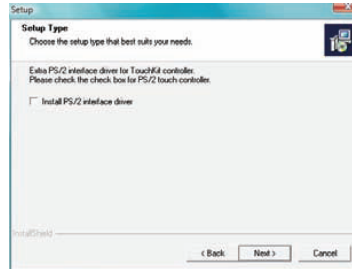 Setup
Setup Type
Choose the setup type that best suits your needs.
Extra PS/2 interface driver for TouchKit controller.
Please check the check box for PS/2 touch controller.
Install PS/2 interface driver
InstallShield
< Back
Next >
Cancel